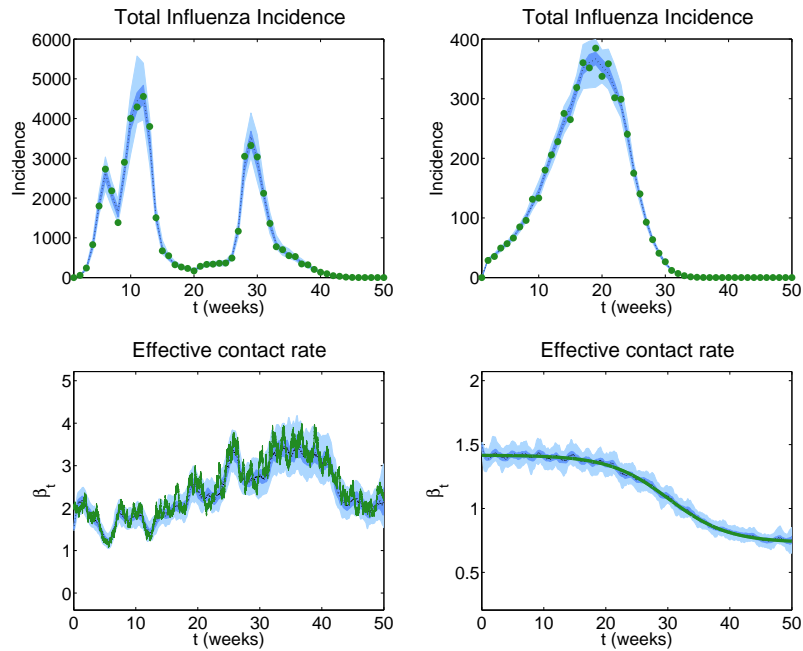 Total Influenza Incidence
Incidence
6000
5000
4000
3000
2000
1000
0
10 20 30 40 50
t (weeks)
Total Influenza Incidence
Incidence
400
300
200
100
0
10 20 30 40 50
t (weeks)
Effective contact rate
βt
5
4
3
2
1
0
0 10 20 30 40 50
t (weeks)
Effective contact rate
βt
2
1.5
1
0.5
0 10 20 30 40 50
t (weeks)